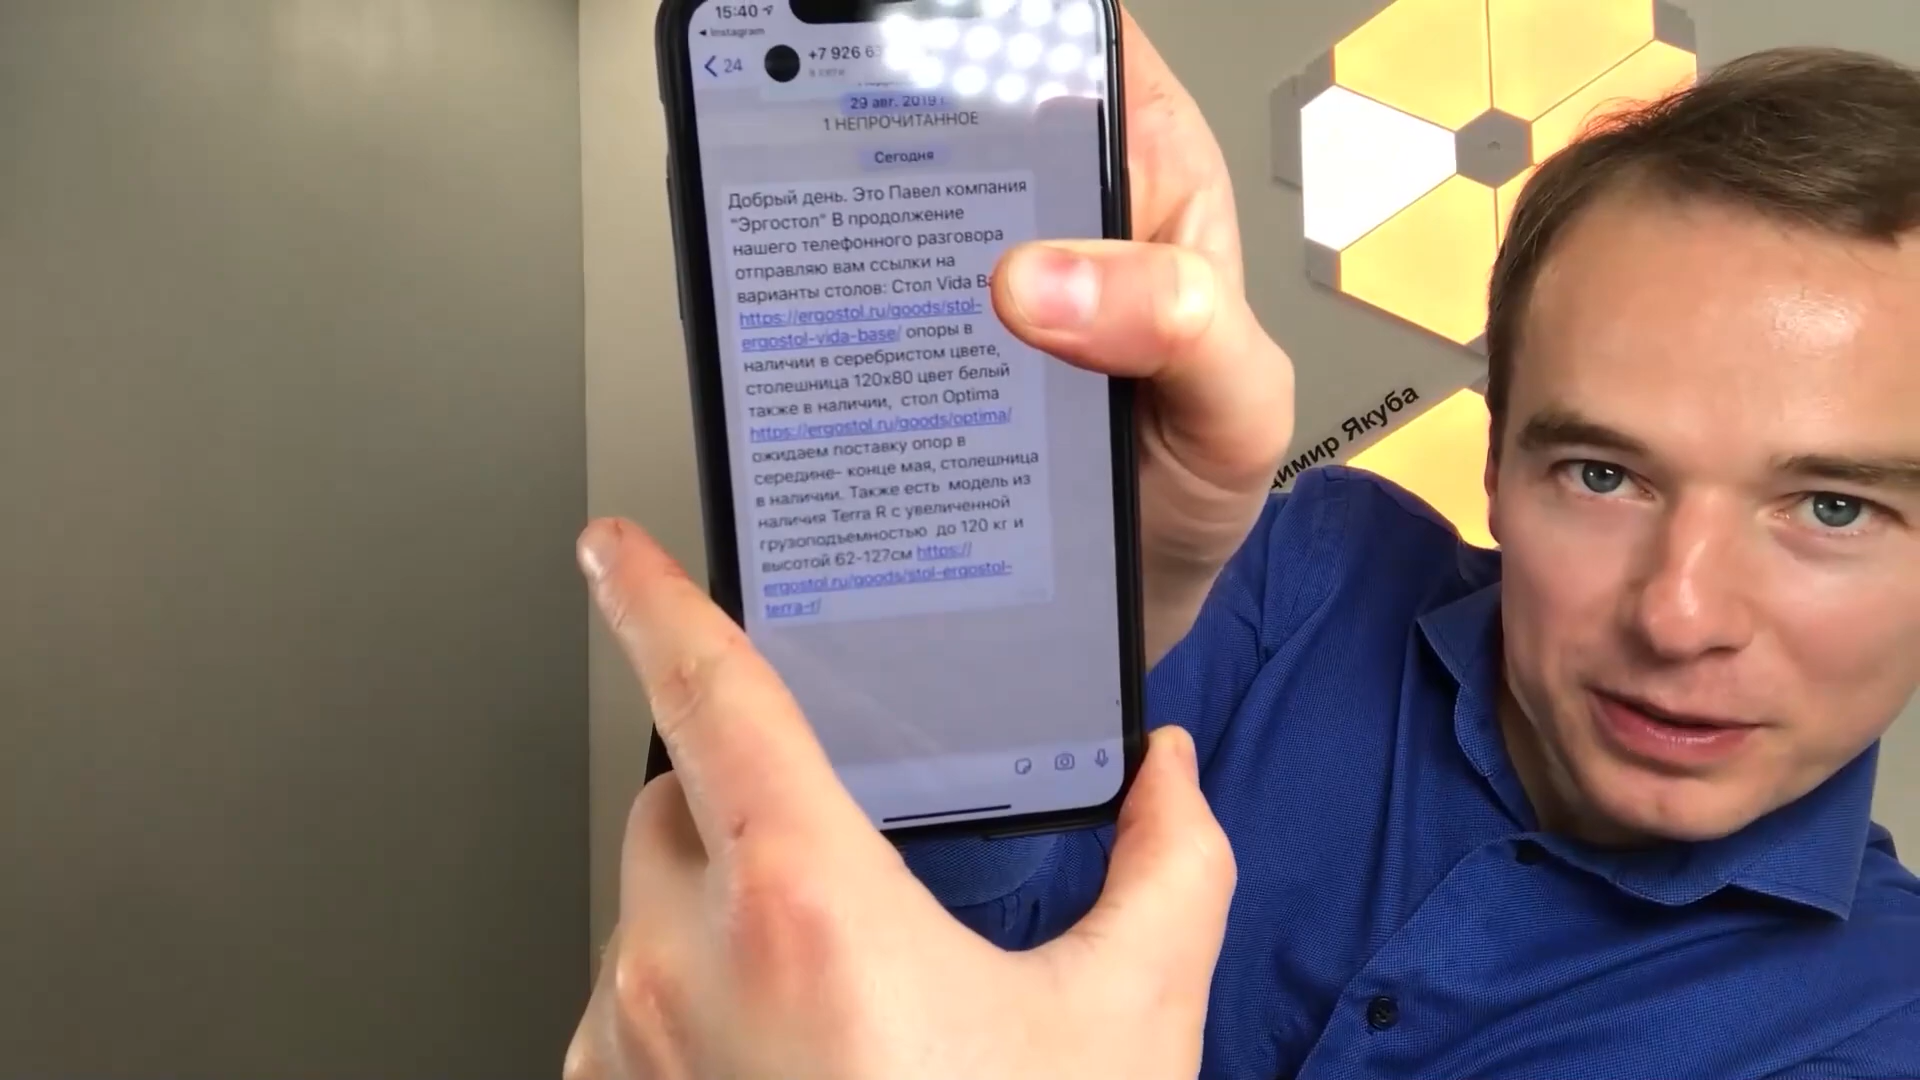 15:40
Instagram
24
+7 926 6
в сети
29 авг. 2019 г.
1 НЕПРОЧИТАННОЕ
Сегодня
Добрый день. Это Павел компания
"Эргостол" В продолжение
нашего телефонного разговора
отправляю вам ссылки на
варианты столов: Стол Vida
https://ergostol.ru/goods/stol-
ergostol-vida-base/ опоры в
наличии в серебристом цвете,
столешница 120х80 цвет белый
также в наличии, стол Optima
https://ergostol.ru/goods/optima/
ожидаем поставку опор в
середине- конце мая, столешница
в наличии. Также есть модель из
наличия Terra R с увеличенной
грузоподъемностью до 120 кг и
высотой 62-127см https://
ergostol.ru/goods/stol-ergostol-
terra-r/
димир Якуба